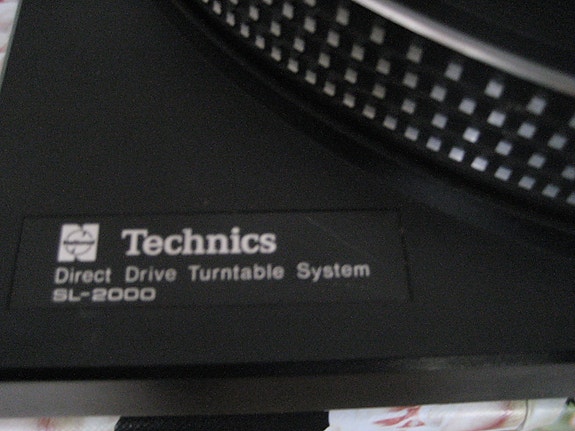 Technics
Direct Drive Turntable System
SL-2000